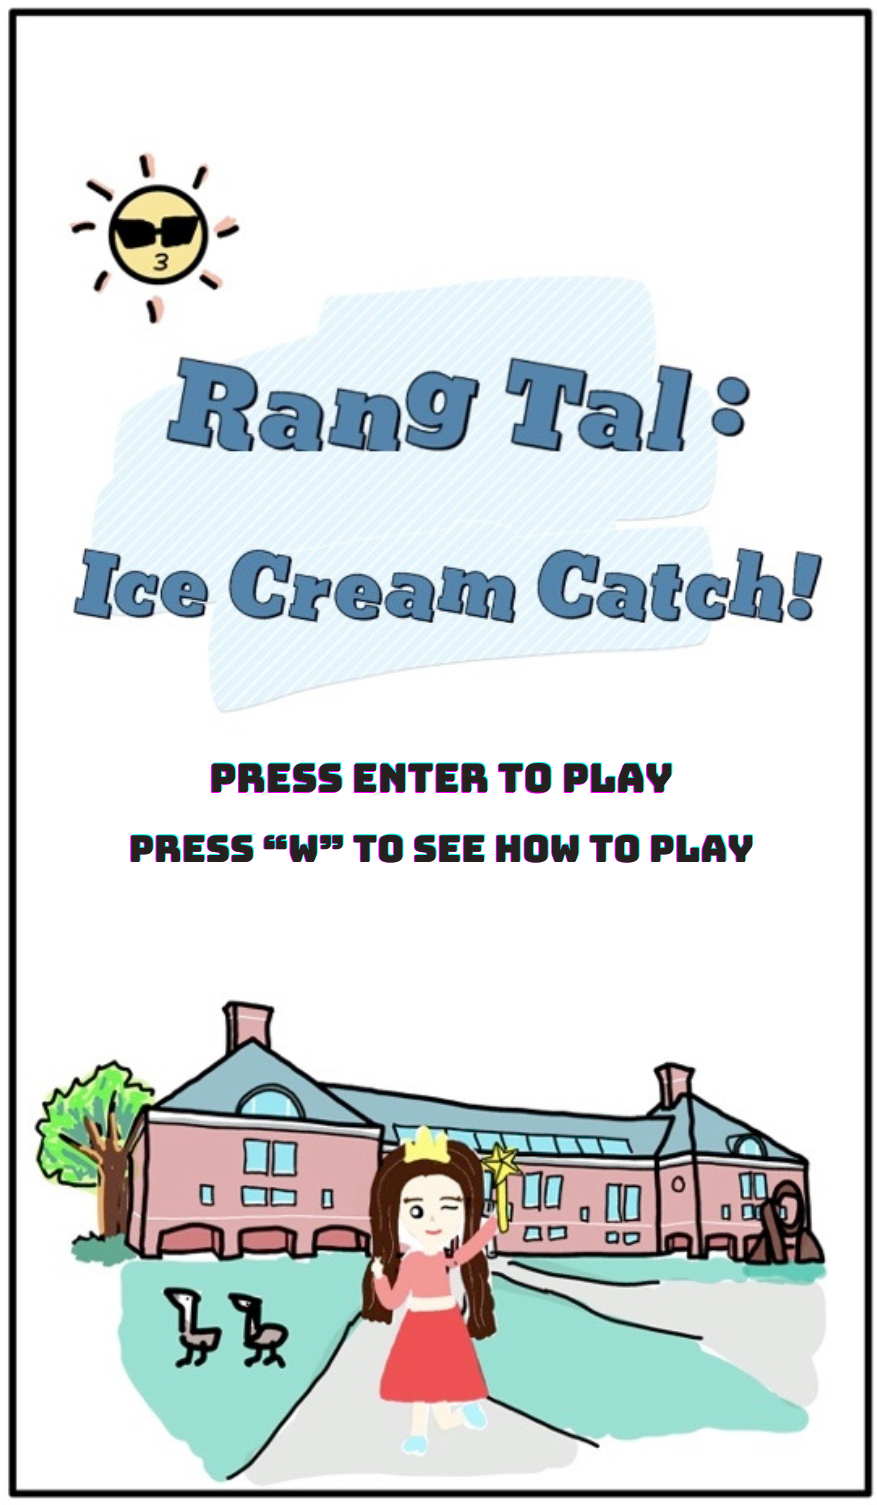 Rang Tal:
Ice Cream Catch!
PRESS ENTER TO PLAY
PRESS “W” TO SEE HOW TO PLAY